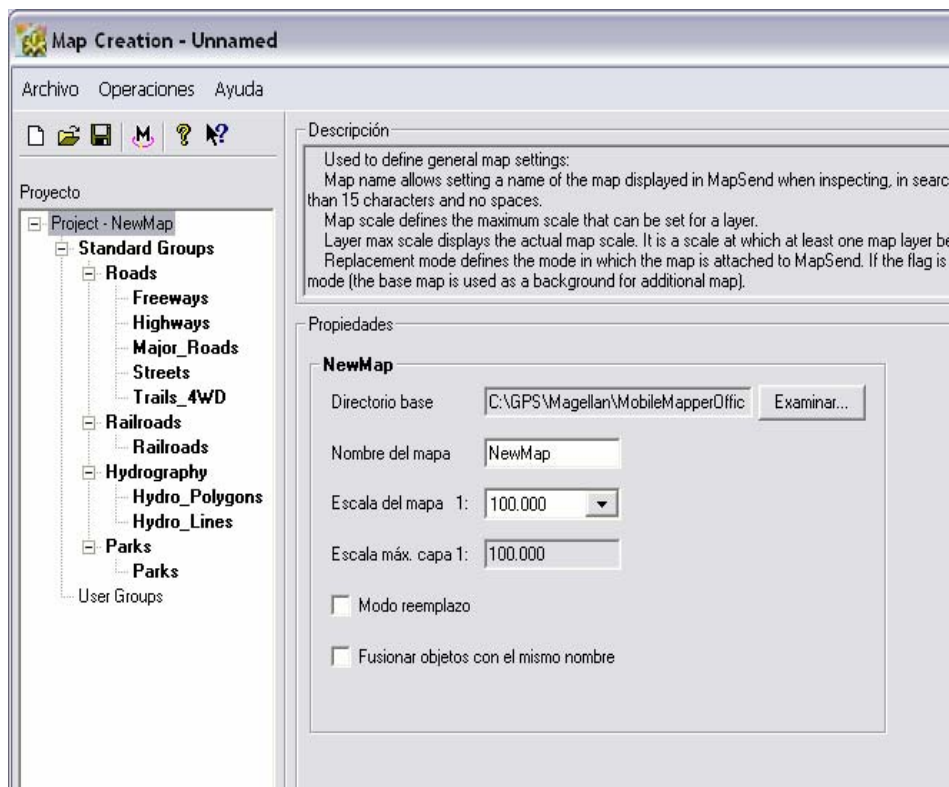 Map Creation - Unnamed
Archivo Operaciones Ayuda
Proyecto
Project - NewMap
Standard Groups
Roads
Freeways
Highways
Major_Roads
Streets
Trails_4WD
Railroads
Railroads
Hydrography
Hydro_Polygons
Hydro_Lines
Parks
Parks
User Groups
Descripción
Used to define general map settings:
Map name allows setting a name of the map displayed in MapSend when inspecting, in searc
than 15 characters and no spaces.
Map scale defines the maximum scale that can be set for a layer.
Layer max scale displays the actual map scale. It is a scale at which at least one map layer be
Replacement mode defines the mode in which the map is attached to MapSend. If the flag is
mode (the base map is used as a background for additional map).
Propiedades
NewMap
Directorio base C:\GPS\Magellan\MobileMapperOffic Examinar...
Nombre del mapa NewMap
Escala del mapa 1: 100.000
Escala máx. capa 1: 100.000
Modo reemplazo
Fusionar objetos con el mismo nombre